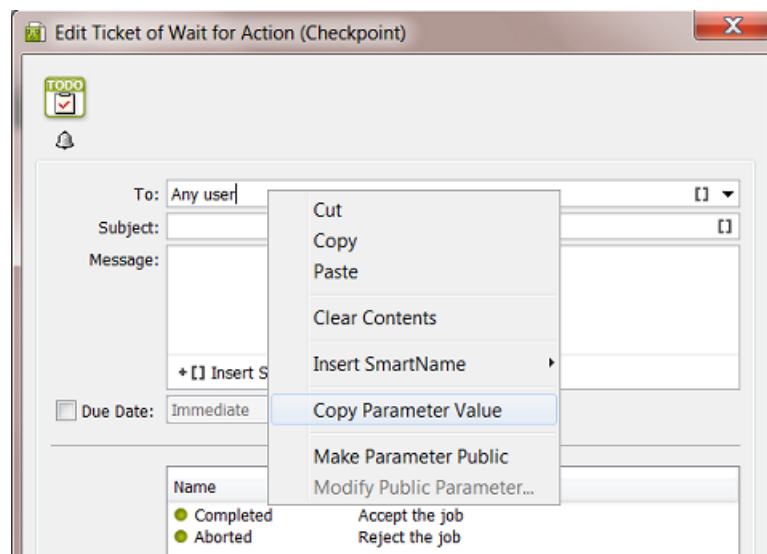 Edit Ticket of Wait for Action (Checkpoint)
TODO
To: Any user
Subject:
Message:
Cut
Copy
Paste
Clear Contents
Insert SmartName
+[] Insert S
Copy Parameter Value
Due Date: Immediate
Make Parameter Public
Modify Public Parameter...
Name
Completed Accept the job
Aborted Reject the job